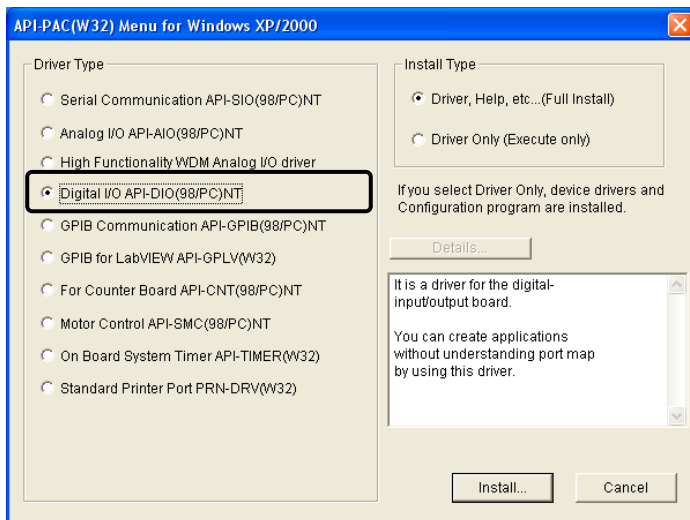 API-PAC(W32) Menu for Windows XP/2000
Driver Type
Serial Communication API-SIO(98/PC)NT
Analog I/O API-AIO(98/PC)NT
High Functionality WDM Analog I/O driver
Digital I/O API-DIO(98/PC)NT
GPIB Communication API-GPIB(98/PC)NT
GPIB for LabVIEW API-GPLV(W32)
For Counter Board API-CNT(98/PC)NT
Motor Control API-SMC(98/PC)NT
On Board System Timer API-TIMER(W32)
Standard Printer Port PRN-DRV(W32)
Install Type
Driver, Help, etc...(Full Install)
Driver Only (Execute only)
If you select Driver Only, device drivers and
Configuration program are installed.
Details...
It is a driver for the digital-
input/output board.
You can create applications
without understanding port map
by using this driver.
Install...
Cancel